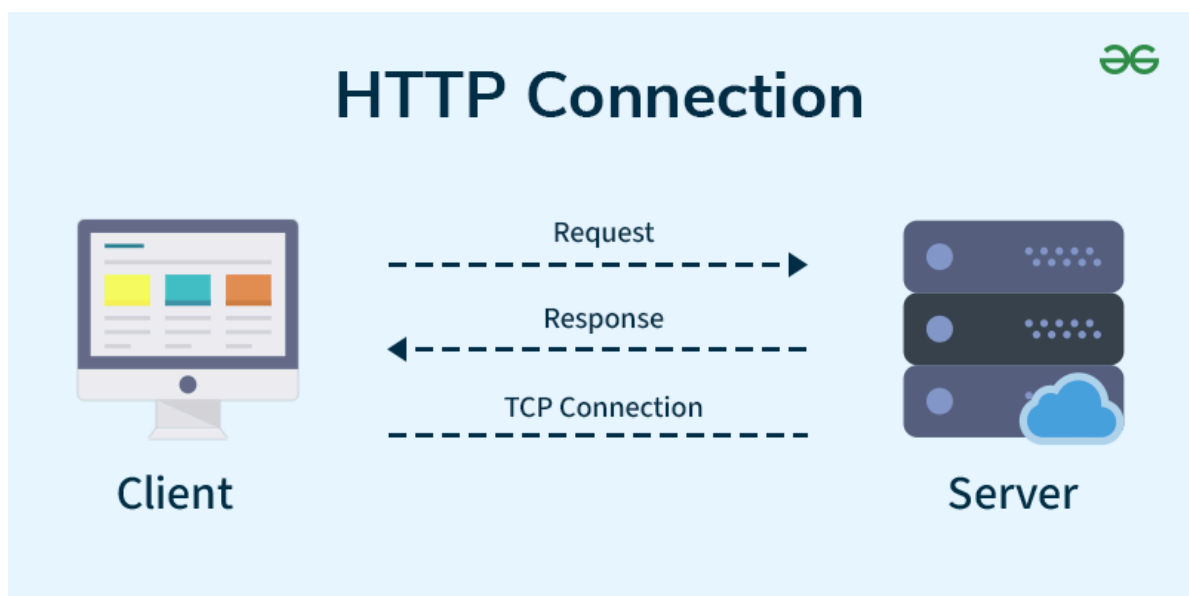 HTTP Connection
Request
Response
TCP Connection
Client
Server